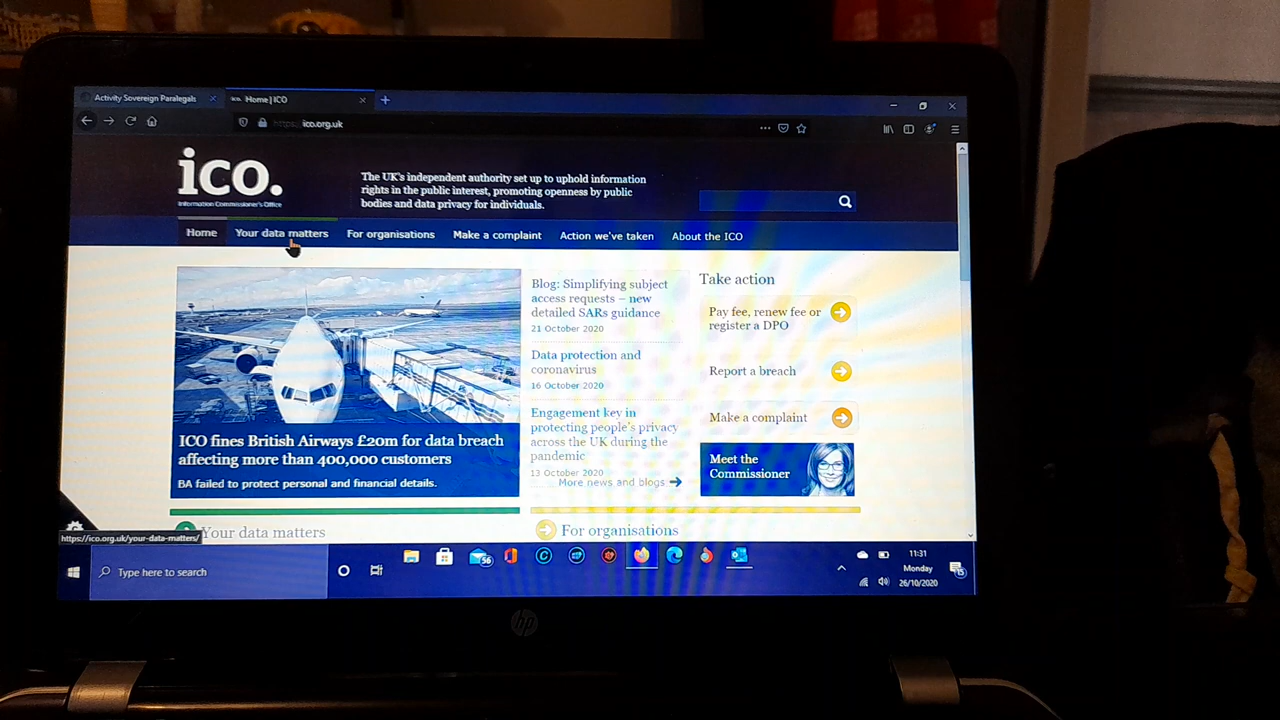 Activity Sovereign Paralegals
ico. Home | ICO
https://ico.org.uk
ico.
Information Commissioner's Office
The UK's independent authority set up to uphold information
rights in the public interest, promoting openness by public
bodies and data privacy for individuals.
Home
Your data matters
For organisations
Make a complaint
Action we've taken
About the ICO
ICO fines British Airways £20m for data breach
affecting more than 400,000 customers
BA failed to protect personal and financial details.
Blog: Simplifying subject
access requests – new
detailed SARs guidance
21 October 2020
Data protection and
coronavirus
16 October 2020
Engagement key in
protecting people's privacy
across the UK during the
pandemic
13 October 2020
More news and blogs
Take action
Pay fee, renew fee or
register a DPO
Report a breach
Make a complaint
Meet the
Commissioner
Your data matters
For organisations
https://ico.org.uk/your-data-matters/
Type here to search
56
11:31
Monday
26/10/2020
15
hp